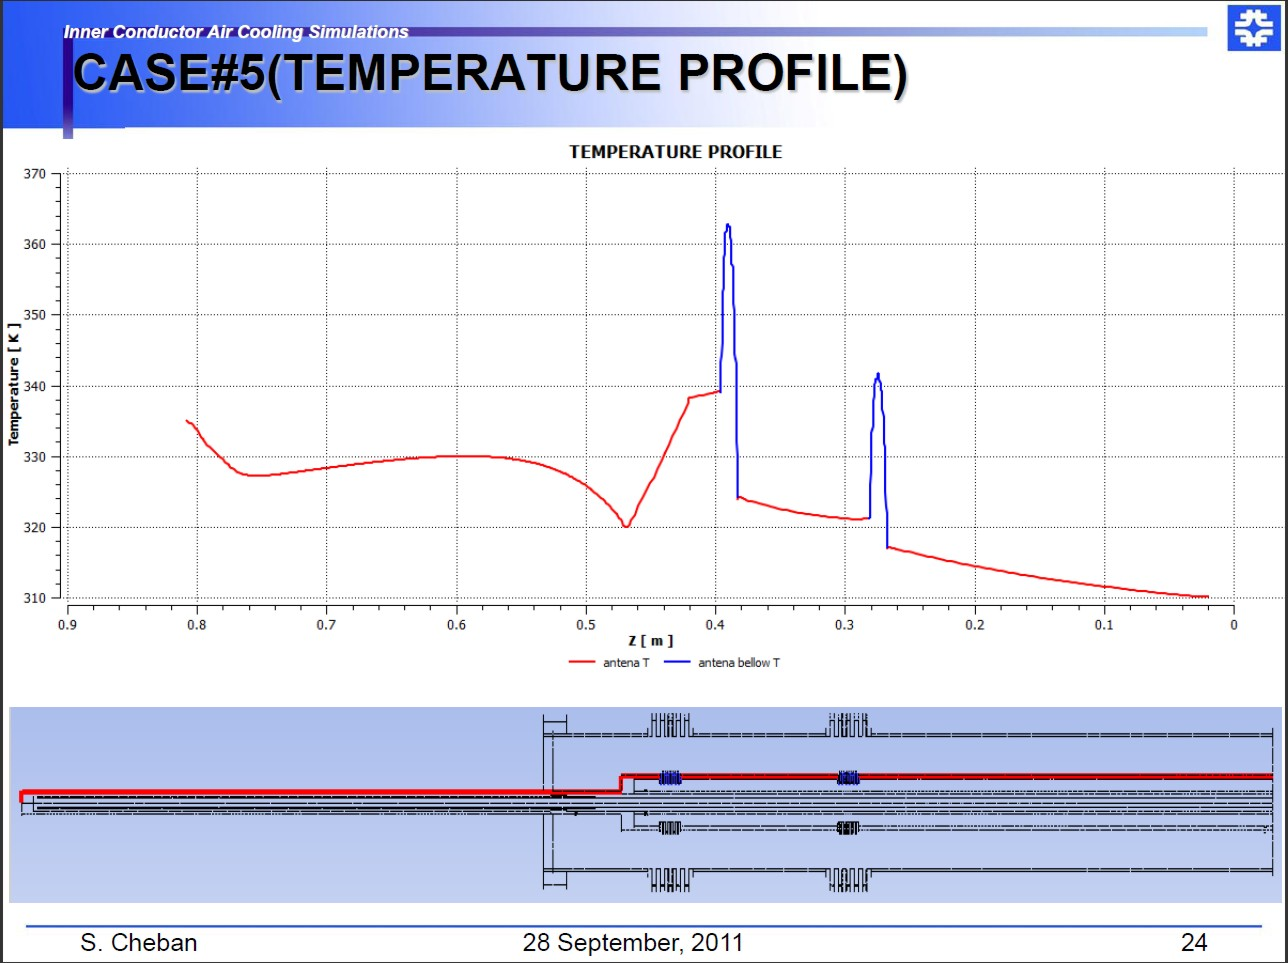 Inner Conductor Air Cooling Simulations
CASE#5(TEMPERATURE PROFILE)
TEMPERATURE PROFILE
370
360
350
340
330
320
310
Temperature [ K ]
0.9 0.8 0.7 0.6 0.5 0.4 0.3 0.2 0.1 0
Z [ m ]
antena T antena bellow T
S. Cheban 28 September, 2011 24